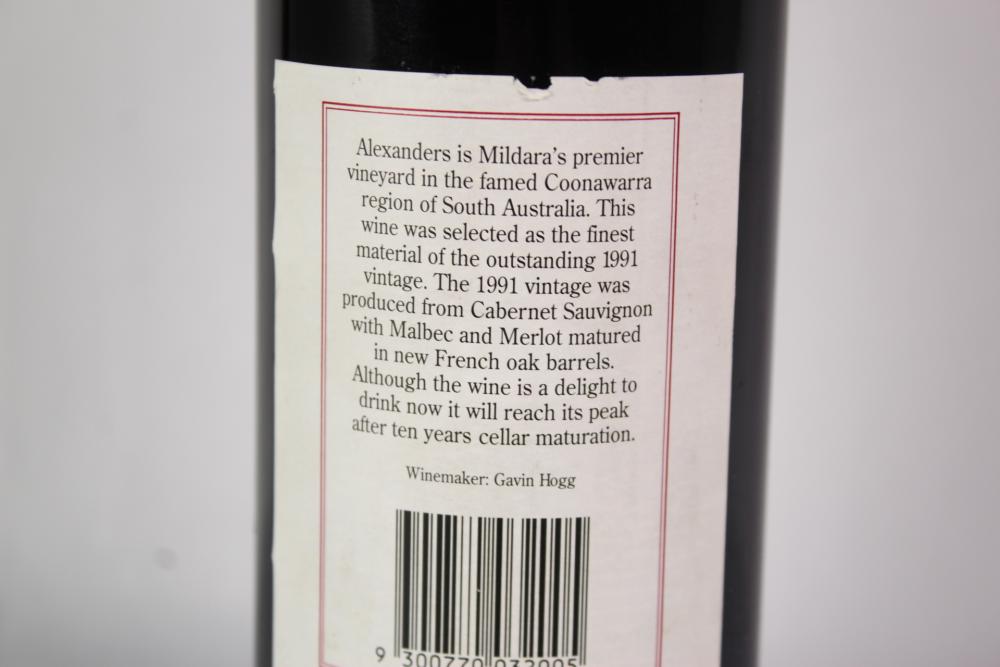 Alexanders is Mildara's premier
vineyard in the famed Coonawarra
region of South Australia. This
wine was selected as the finest
material of the outstanding 1991
vintage. The 1991 vintage was
produced from Cabernet Sauvignon
with Malbec and Merlot matured
in new French oak barrels.
Although the wine is a delight to
drink now it will reach its peak
after ten years cellar maturation.
Winemaker: Gavin Hogg
9 300770 032005